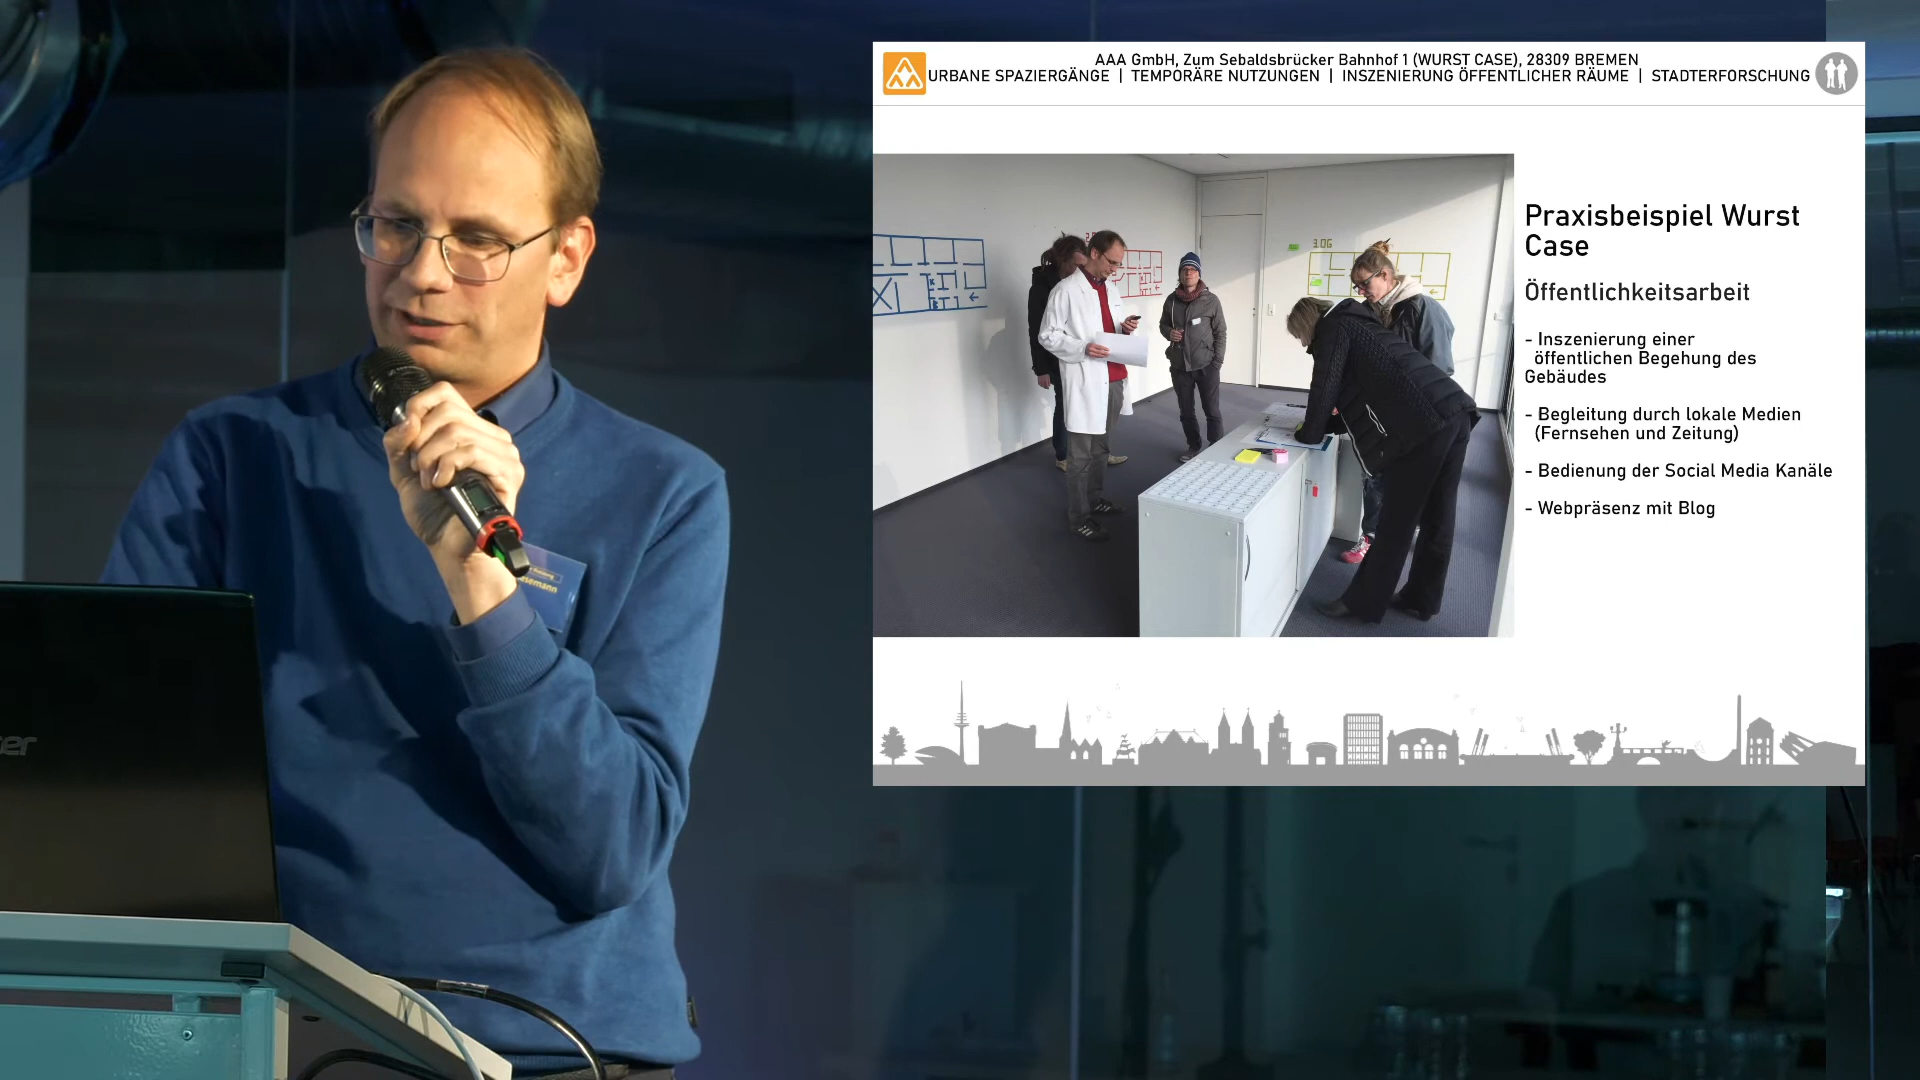 AAA GmbH, Zum Sebaldsbrücker Bahnhof 1 (WURST CASE), 28309 BREMEN
URBANE SPAZIERGÄNGE | TEMPORÄRE NUTZUNGEN | INSZENIERUNG ÖFFENTLICHER RÄUME | STADTERFORSCHUNG
3.OG
Praxisbeispiel Wurst
Case
Öffentlichkeitsarbeit
- Inszenierung einer
öffentlichen Begehung des
Gebäudes
- Begleitung durch lokale Medien
(Fernsehen und Zeitung)
- Bedienung der Social Media Kanäle
- Webpräsenz mit Blog